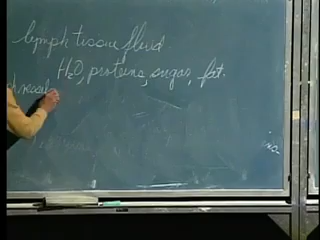 lymph tissue fluid
H₂O, proteins, sugar, fat.